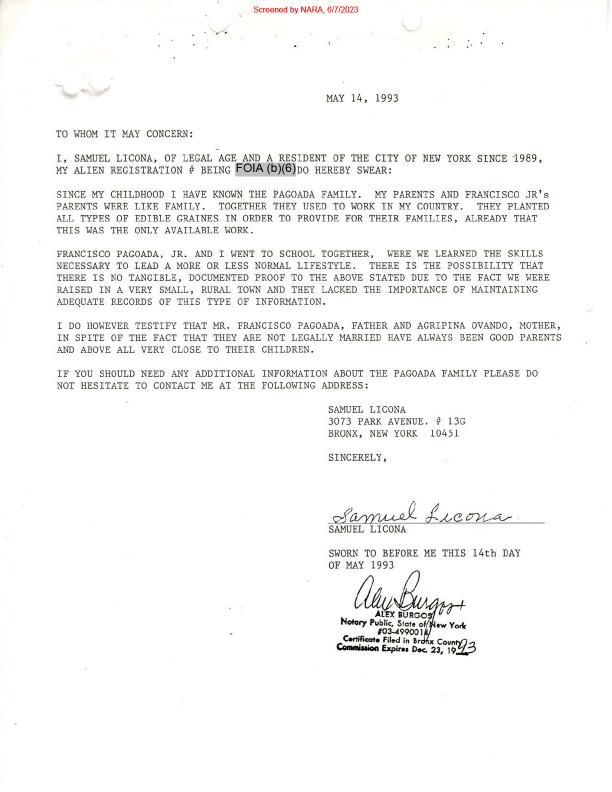 Screened by NARA, 6/7/2023
MAY 14, 1993
TO WHOM IT MAY CONCERN:
I, SAMUEL LICONA, OF LEGAL AGE AND A RESIDENT OF THE CITY OF NEW YORK SINCE 1989,
MY ALIEN REGISTRATION # BEING FOIA (b)(6) DO HEREBY SWEAR:
SINCE MY CHILDHOOD I HAVE KNOWN THE PAGOADA FAMILY. MY PARENTS AND FRANCISCO JR's
PARENTS WERE LIKE FAMILY. TOGETHER THEY USED TO WORK IN MY COUNTRY. THEY PLANTED
ALL TYPES OF EDIBLE GRAINES IN ORDER TO PROVIDE FOR THEIR FAMILIES, ALREADY THAT
THIS WAS THE ONLY AVAILABLE WORK.
FRANCISCO PAGOADA, JR. AND I WENT TO SCHOOL TOGETHER, WERE WE LEARNED THE SKILLS
NECESSARY TO LEAD A MORE OR LESS NORMAL LIFESTYLE. THERE IS THE POSSIBILITY THAT
THERE IS NO TANGIBLE, DOCUMENTED PROOF TO THE ABOVE STATED DUE TO THE FACT WE WERE
RAISED IN A VERY SMALL, RURAL TOWN AND THEY LACKED THE IMPORTANCE OF MAINTAINING
ADEQUATE RECORDS OF THIS TYPE OF INFORMATION.
I DO HOWEVER TESTIFY THAT MR. FRANCISCO PAGOADA, FATHER AND AGRIPINA OVANDO, MOTHER,
IN SPITE OF THE FACT THAT THEY ARE NOT LEGALLY MARRIED HAVE ALWAYS BEEN GOOD PARENTS
AND ABOVE ALL VERY CLOSE TO THEIR CHILDREN.
IF YOU SHOULD NEED ANY ADDITIONAL INFORMATION ABOUT THE PAGOADA FAMILY PLEASE DO
NOT HESITATE TO CONTACT ME AT THE FOLLOWING ADDRESS:
SAMUEL LICONA
3073 PARK AVENUE. # 13G
BRONX, NEW YORK 10451
SINCERELY,
Samuel Licona
SAMUEL LICONA
SWORN TO BEFORE ME THIS 14th DAY
OF MAY 1993
Alex Burgos
ALEX BURGOS
Notary Public, State of New York
#03-499001
Certificate Filed in Bronx County
Commission Expires Dec. 23, 1993